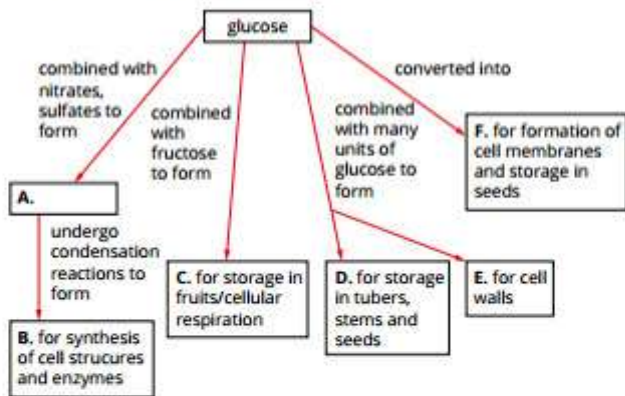 glucose
combined with
nitrates,
sulfates to
form
combined
with
fructose
to form
combined
with many
units of
glucose to
form
converted into
F. for formation of
cell membranes
and storage in
seeds
A.
undergo
condensation
reactions to
form
C. for storage in
fruits/cellular
respiration
D. for storage
in tubers,
stems and
seeds
E. for cell
walls
B. for synthesis
of cell strucures
and enzymes